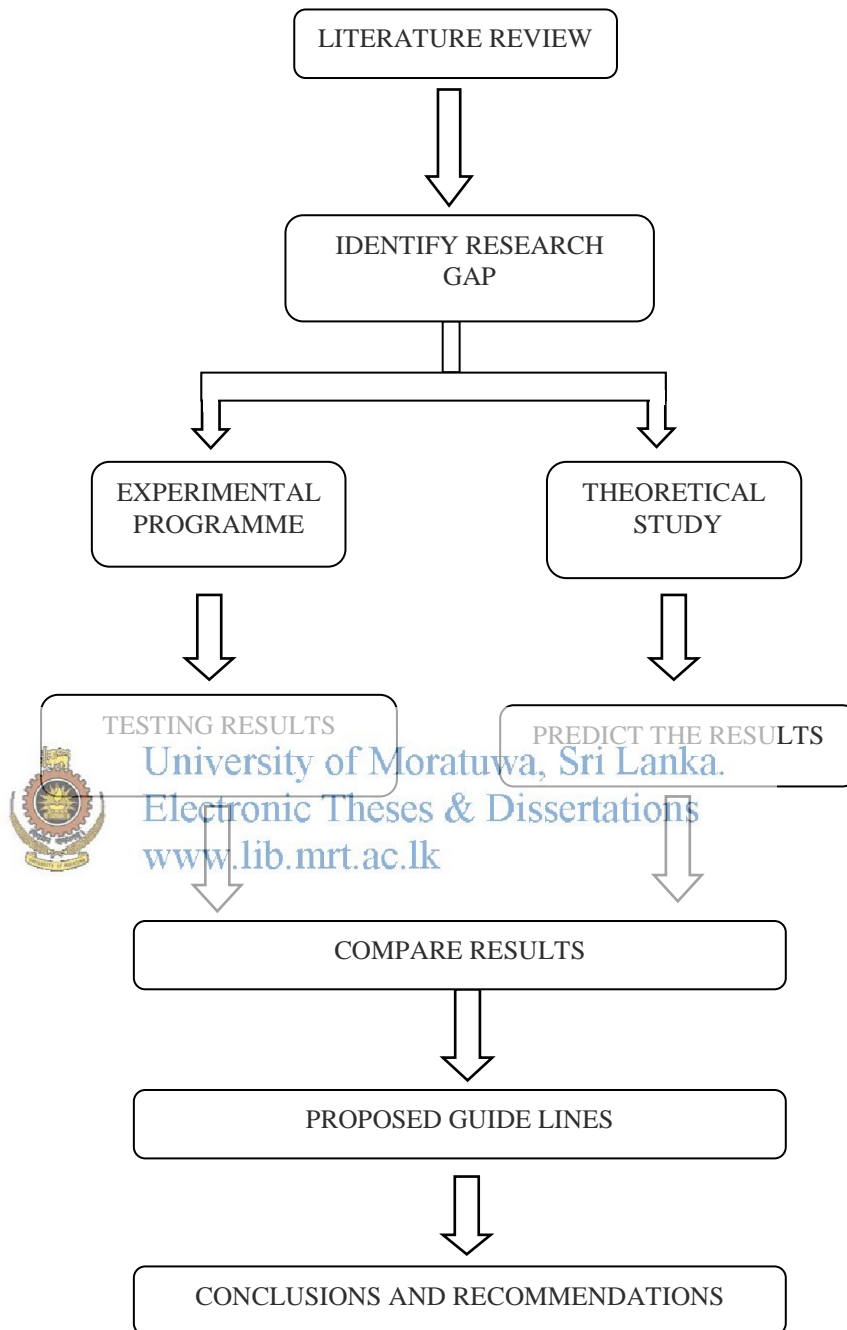 LITERATURE REVIEW
IDENTIFY RESEARCH
GAP
EXPERIMENTAL
PROGRAMME
THEORETICAL
STUDY
TESTING RESULTS
PREDICT THE RESULTS
University of Moratuwa, Sri Lanka.
Electronic Theses & Dissertations
www.lib.mrt.ac.lk
COMPARE RESULTS
PROPOSED GUIDE LINES
CONCLUSIONS AND RECOMMENDATIONS